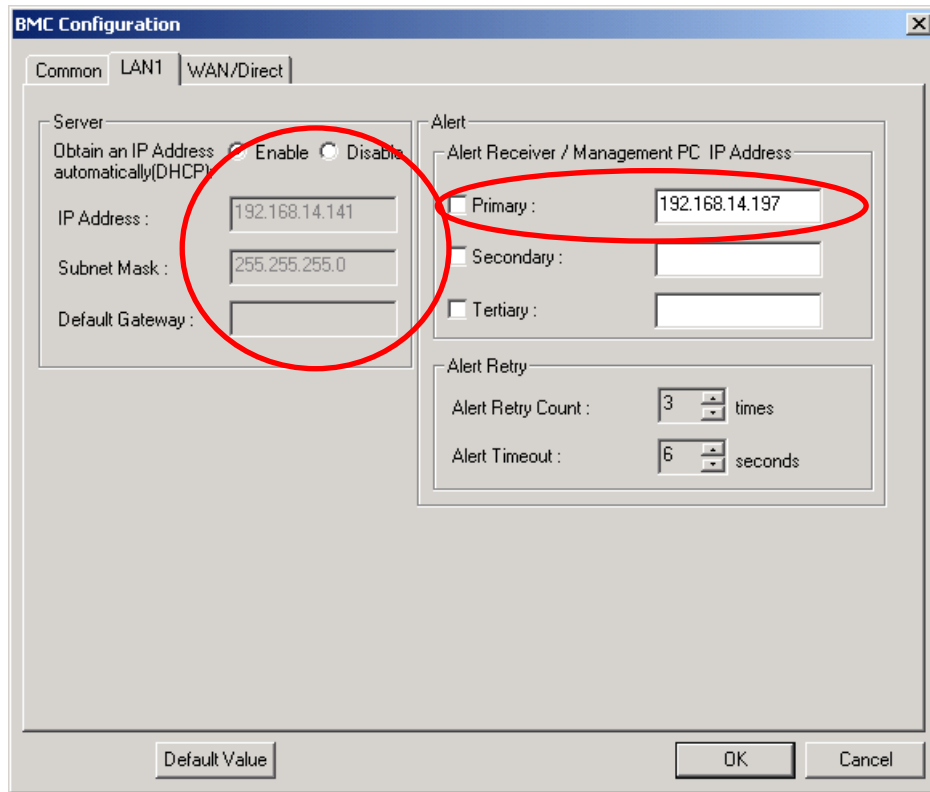 BMC Configuration
Common LAN1 WAN/Direct
Server
Obtain an IP Address automatically(DHCP): Enable Disable
IP Address : 192.168.14.141
Subnet Mask : 255.255.255.0
Default Gateway :
Alert
Alert Receiver / Management PC IP Address
Primary : 192.168.14.197
Secondary :
Tertiary :
Alert Retry
Alert Retry Count : 3 times
Alert Timeout : 6 seconds
Default Value OK Cancel